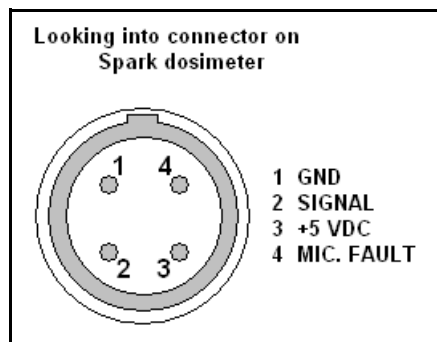 Looking into connector on
Spark dosimeter
1 4
2 3
1 GND
2 SIGNAL
3 +5 VDC
4 MIC. FAULT